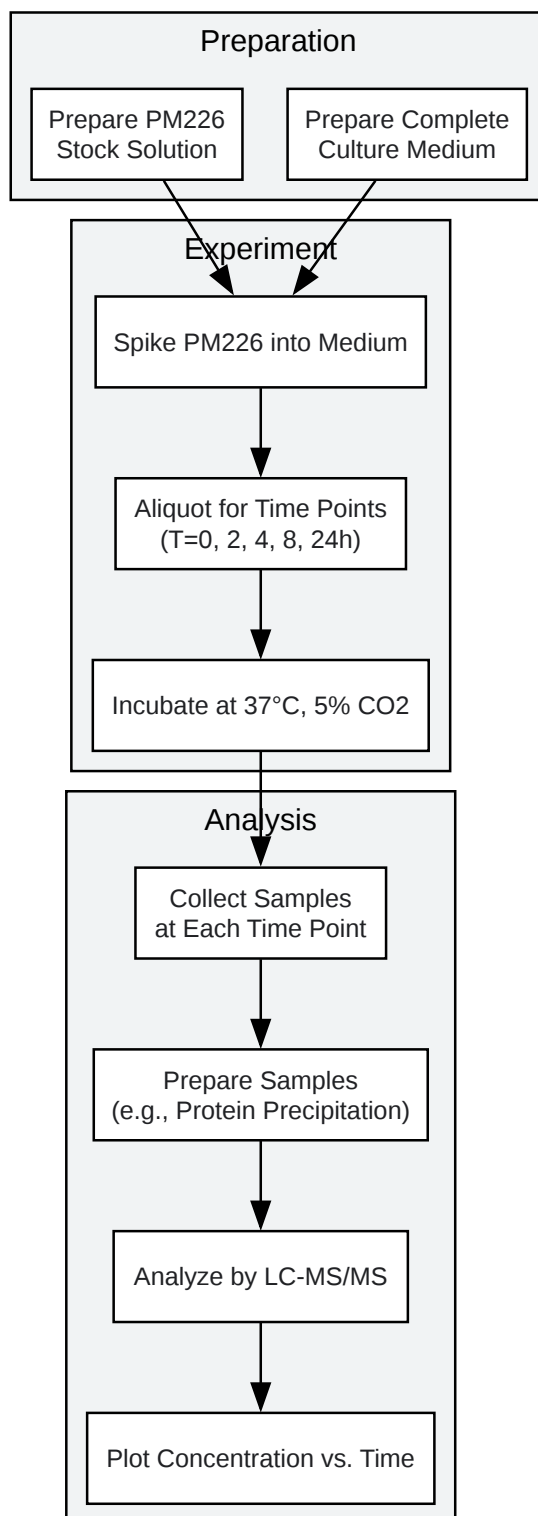 Preparation
Prepare PM226
Stock Solution
Prepare Complete
Culture Medium
Experiment
Spike PM226 into Medium
Aliquot for Time Points
(T=0, 2, 4, 8, 24h)
Incubate at 37°C, 5% CO2
Analysis
Collect Samples
at Each Time Point
Prepare Samples
(e.g., Protein Precipitation)
Analyze by LC-MS/MS
Plot Concentration vs. Time